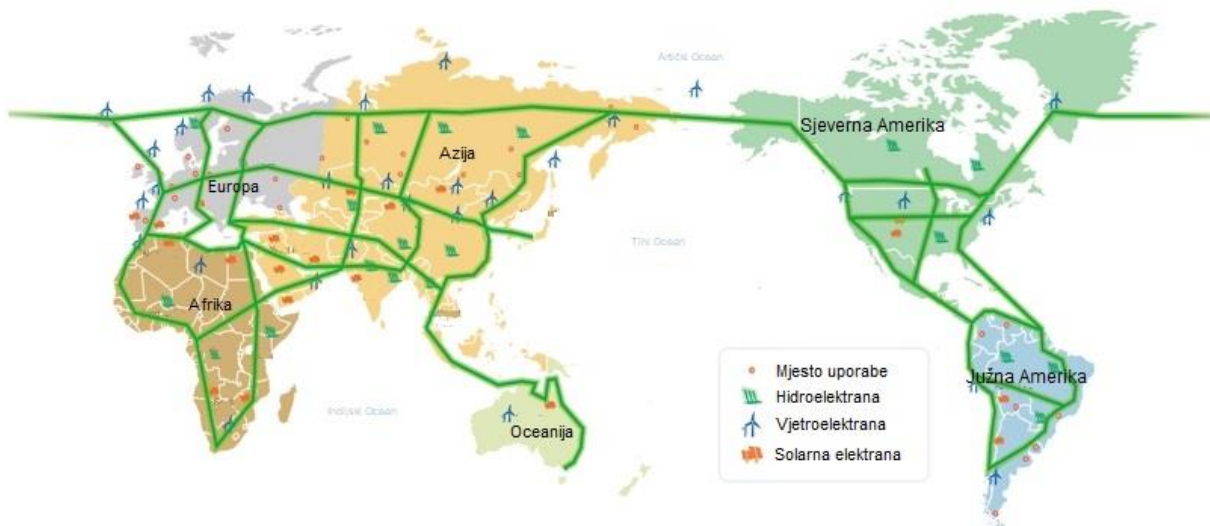 Arktički Ocean
Sjeverna Amerika
Azija
Europa
Tihi Ocean
Afrika
Južna Amerika
Indijski Ocean
Oceanija
Mjesto uporabe
Hidroelektrana
Vjetroelektrana
Solarna elektrana